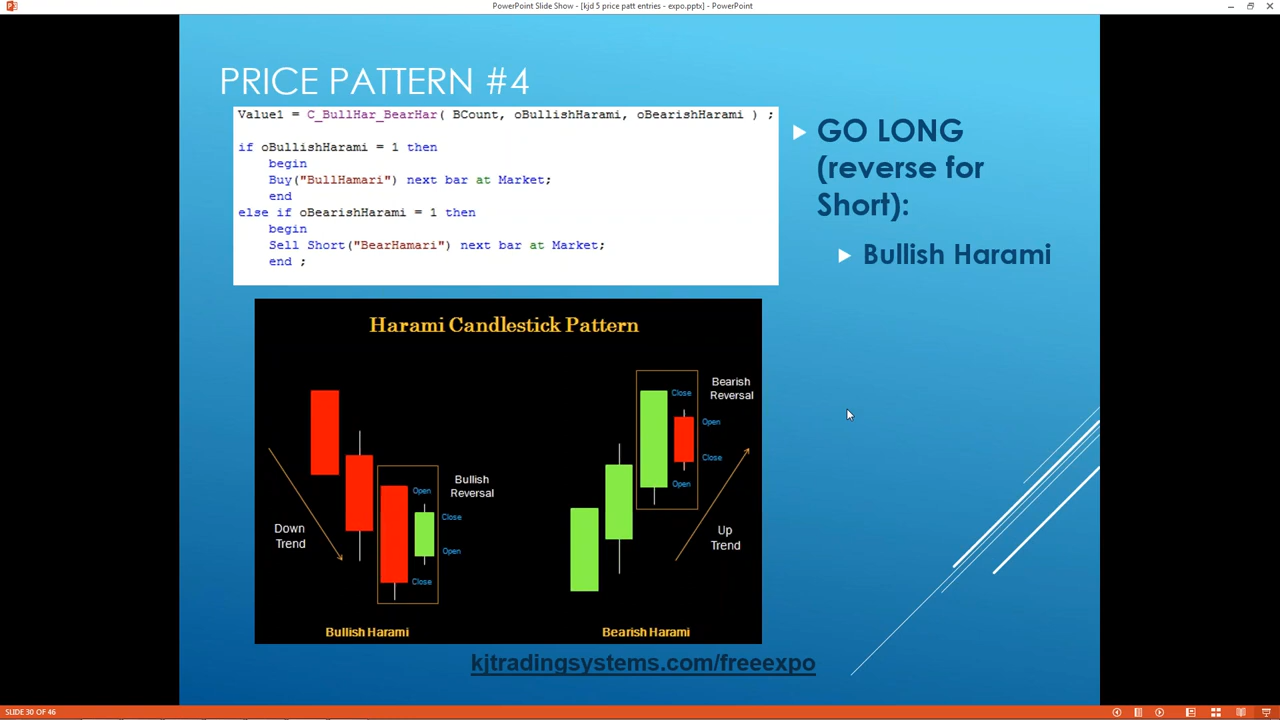 PowerPoint Slide Show - [kjd 5 price patt entries - expo.pptx] - PowerPoint
PRICE PATTERN #4
Value1 = C_BullHar_BearHar( BCount, oBullishHarami, oBearishHarami ) ;
if oBullishHarami = 1 then
begin
Buy("BullHamari") next bar at Market;
end
else if oBearishHarami = 1 then
begin
Sell Short("BearHamari") next bar at Market;
end ;
GO LONG
(reverse for
Short):
Bullish Harami
Harami Candlestick Pattern
Down
Trend
Open
Close
Bullish
Reversal
Close
Open
Bullish Harami
Close
Open
Bearish
Reversal
Open
Close
Up
Trend
Bearish Harami
kjtradingsystems.com/freeexpo
SLIDE 30 OF 46